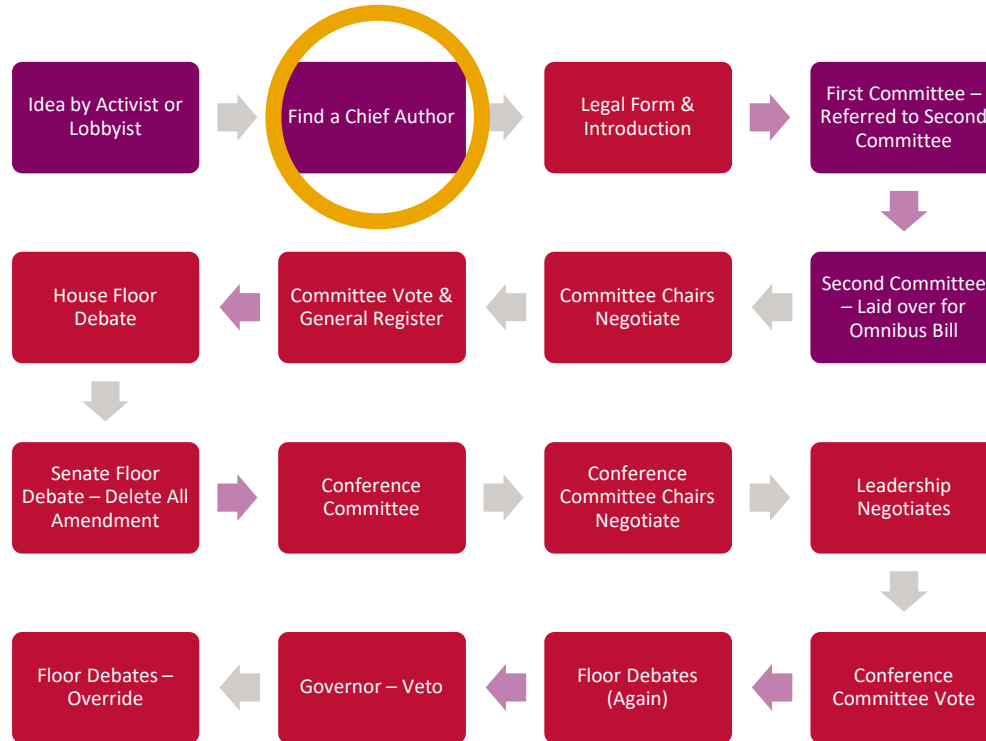 Idea by Activist or
Lobbyist
Find a Chief Author
Legal Form &
Introduction
First Committee –
Referred to Second
Committee
House Floor
Debate
Committee Vote &
General Register
Committee Chairs
Negotiate
Second Committee
– Laid over for
Omnibus Bill
Senate Floor
Debate – Delete All
Amendment
Conference
Committee
Conference
Committee Chairs
Negotiate
Leadership
Negotiates
Floor Debates –
Override
Governor – Veto
Floor Debates
(Again)
Conference
Committee Vote